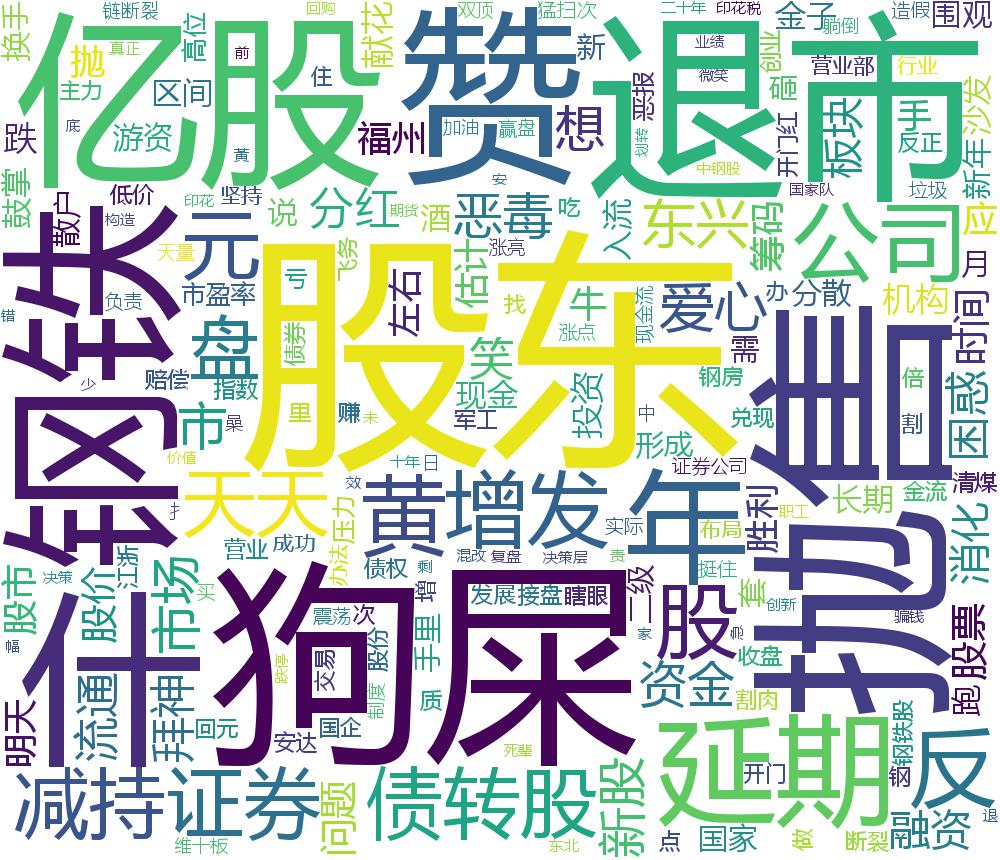 链断裂
回购
双顶
猛扫次
二十年
印花税
金子
造假
围观
换手
亿股
真正
高位
前
献花
赞
新
恶报
退市
业绩
微笑
创业
躺倒
营业部
行业
抛
主力
区间
住
加油
赢盘
想
砸
板块
手
沙发
跌
底
游资
福州
划转
开门红
反正
新年
黄
安
中钢股
国家队
垃圾
鼓掌
散户
低价
印花
坚持
说
分红
期货
酒
恶毒
吃
入流
东兴
筹码
公司
应
构造
元
天量
飞务
涨亮
钢铁
亏
左右
估计
找
牛
涨点
现金流
爱心
办
分散
机构
月
时间
错
负责
市盈率
股东
债券
笑
需
售回
少
赔偿
盘
指数
现金
投资
钢房
倍
困惑
市
里
赚
未
军工
中
形成
兑现
割
价值
十年
日
证券公司
天天
黄
增发
年
长期
金流
清煤
效
实际
布局
职工
胜利
抛
消化
扌
营业
成功
压力
办法
混改
复盘
决策层
责
江浙
债权
剩
挺住
股市
决策
股价
市场
买
狗屎
增
发展
接盘
瞎眼
二级
股
套
创新
骗钱
幅
震荡
次
股份
手里
家
收盘
跑
股票
明天
流通
拜神
跌停
交易
制度
质
资金
割肉
回元
安达
国企
死辈
延期
开门
钢铁股
钢
反
减持
证券
问题
债转股
新股
维十板
东北
点
国家
做
断裂
融资
退